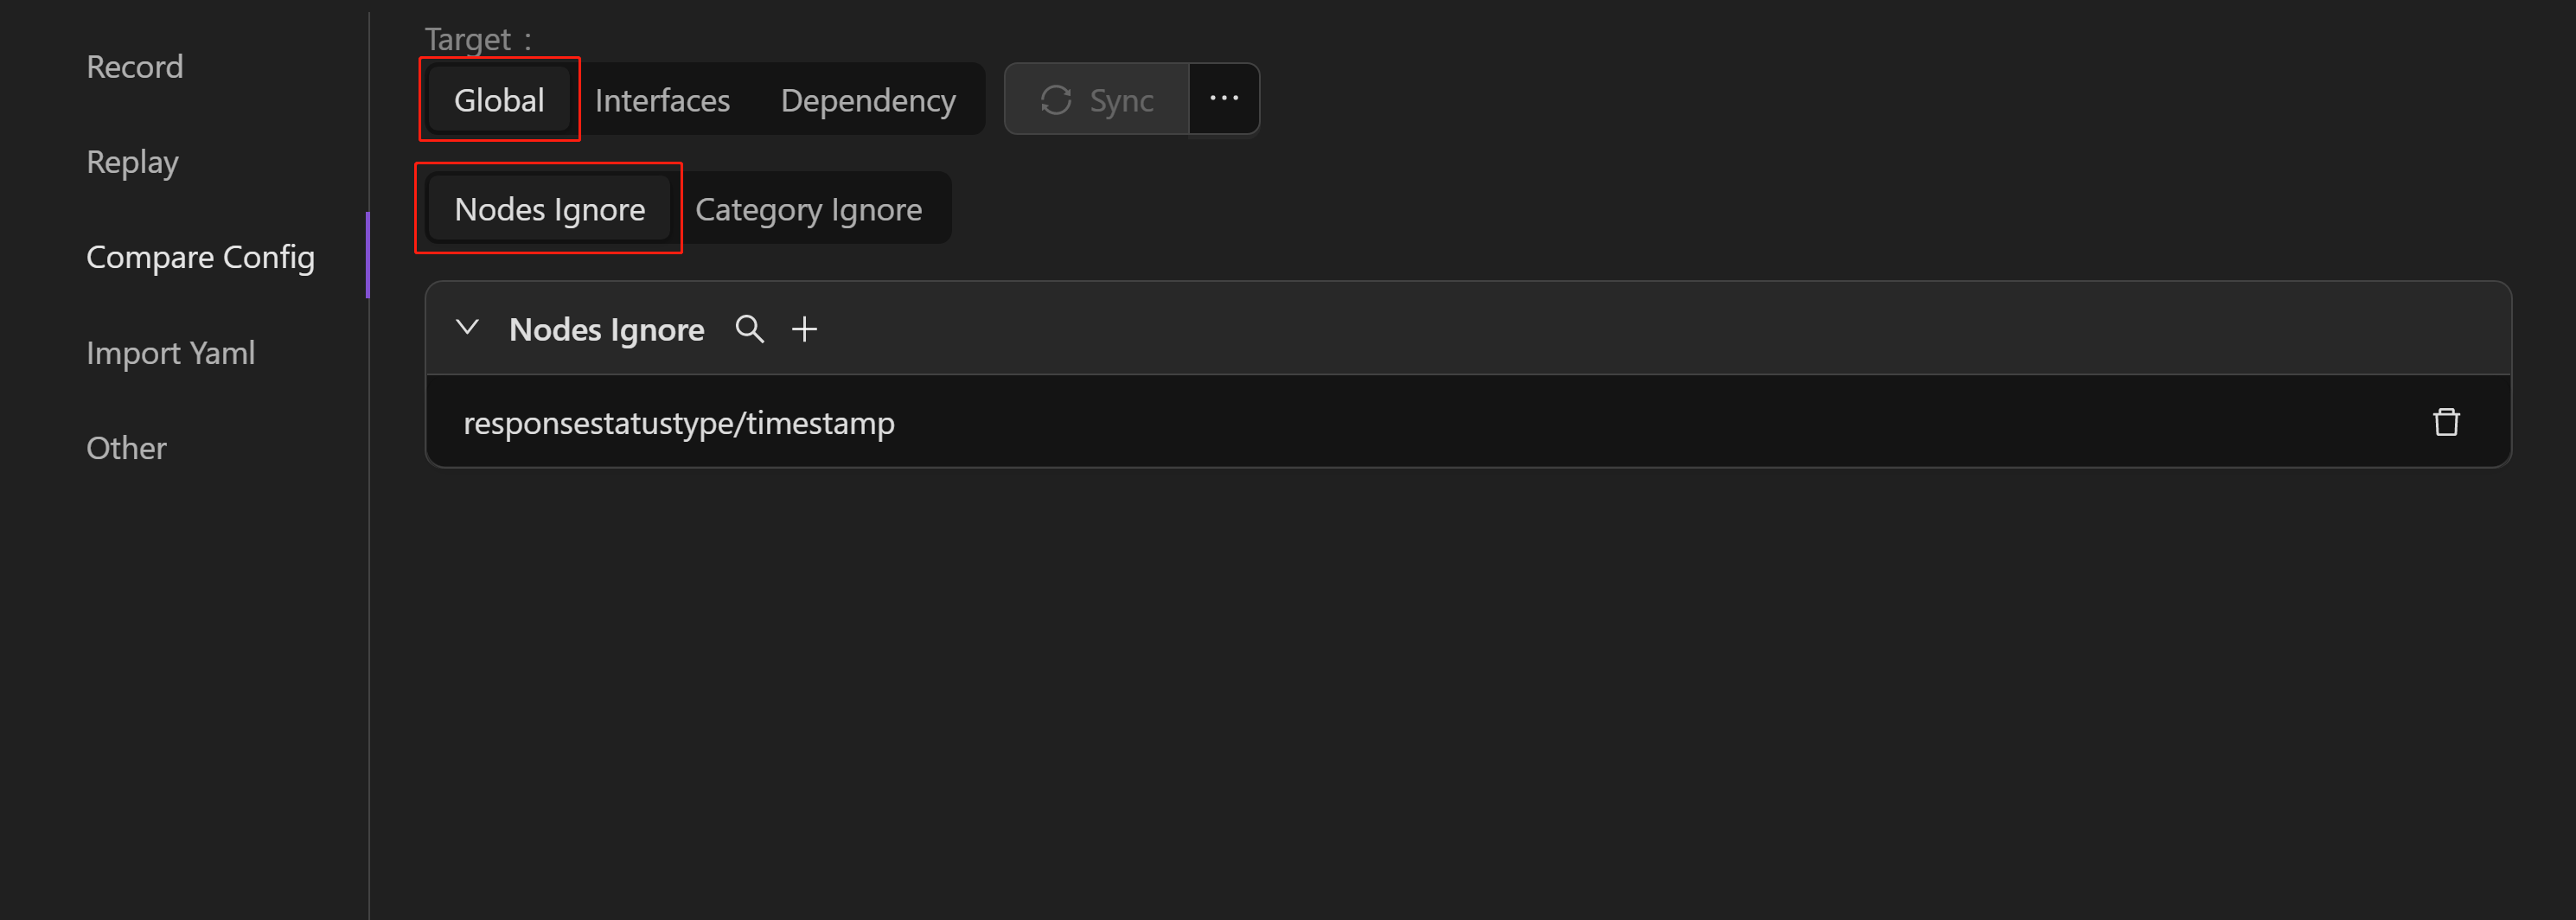 Record
Replay
Compare Config
Import Yaml
Other
Target :
Global Interfaces Dependency Sync ···
Nodes Ignore Category Ignore
Nodes Ignore
responsestatustype/timestamp